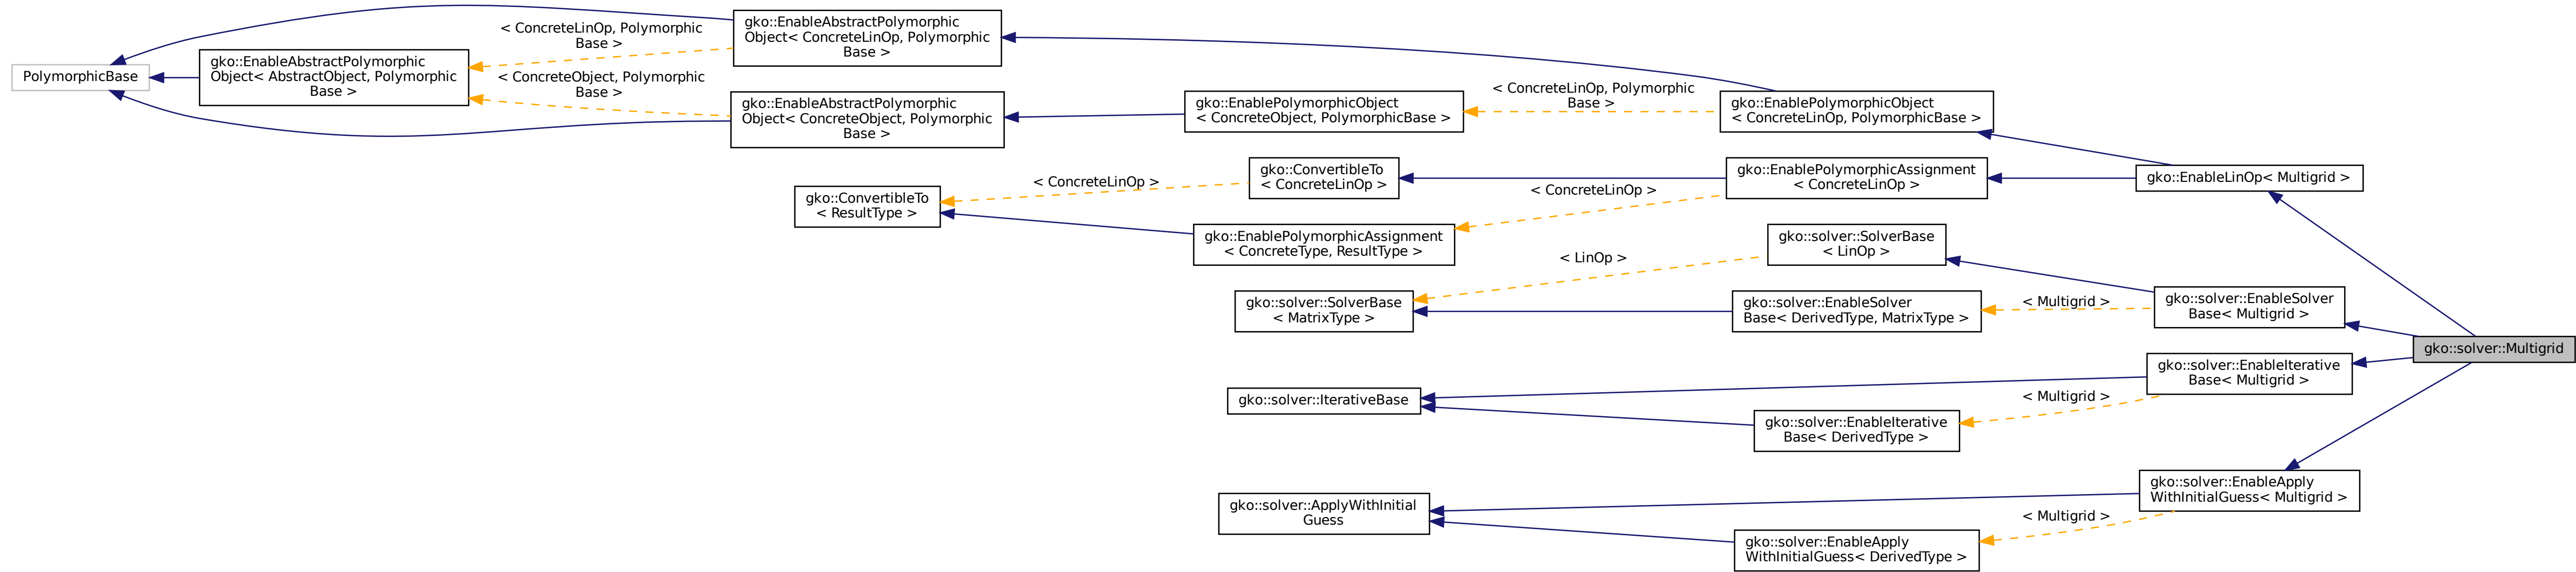 PolymorphicBase
gko::EnableAbstractPolymorphic
Object< AbstractObject, Polymorphic
Base >
< ConcreteLinOp, Polymorphic
Base >
< ConcreteObject, Polymorphic
Base >
gko::EnableAbstractPolymorphic
Object< ConcreteLinOp, Polymorphic
Base >
gko::EnableAbstractPolymorphic
Object< ConcreteObject, Polymorphic
Base >
gko::EnablePolymorphicObject
< ConcreteObject, PolymorphicBase >
< ConcreteLinOp, Polymorphic
Base >
gko::EnablePolymorphicObject
< ConcreteLinOp, PolymorphicBase >
gko::ConvertibleTo
< ResultType >
< ConcreteLinOp >
gko::ConvertibleTo
< ConcreteLinOp >
gko::EnablePolymorphicAssignment
< ConcreteType, ResultType >
< ConcreteLinOp >
gko::EnablePolymorphicAssignment
< ConcreteLinOp >
gko::EnableLinOp< Multigrid >
gko::solver::SolverBase
< MatrixType >
< LinOp >
gko::solver::SolverBase
< LinOp >
gko::solver::EnableSolver
Base< DerivedType, MatrixType >
< Multigrid >
gko::solver::EnableSolver
Base< Multigrid >
gko::solver::Multigrid
gko::solver::IterativeBase
gko::solver::EnableIterative
Base< Multigrid >
< Multigrid >
gko::solver::EnableIterative
Base< DerivedType >
gko::solver::ApplyWithInitial
Guess
gko::solver::EnableApply
WithInitialGuess< Multigrid >
< Multigrid >
gko::solver::EnableApply
WithInitialGuess< DerivedType >